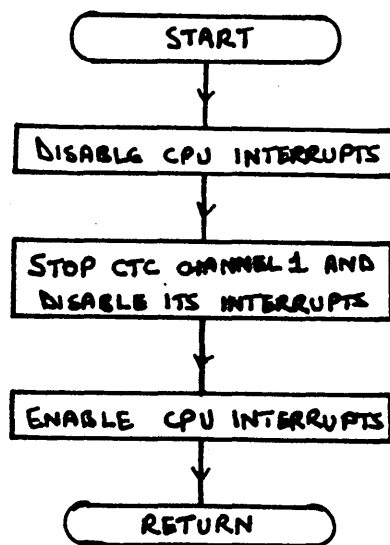 START
DISABLE CPU INTERRUPTS
STOP CTC CHANNEL 1 AND
DISABLE ITS INTERRUPTS
ENABLE CPU INTERRUPTS
RETURN